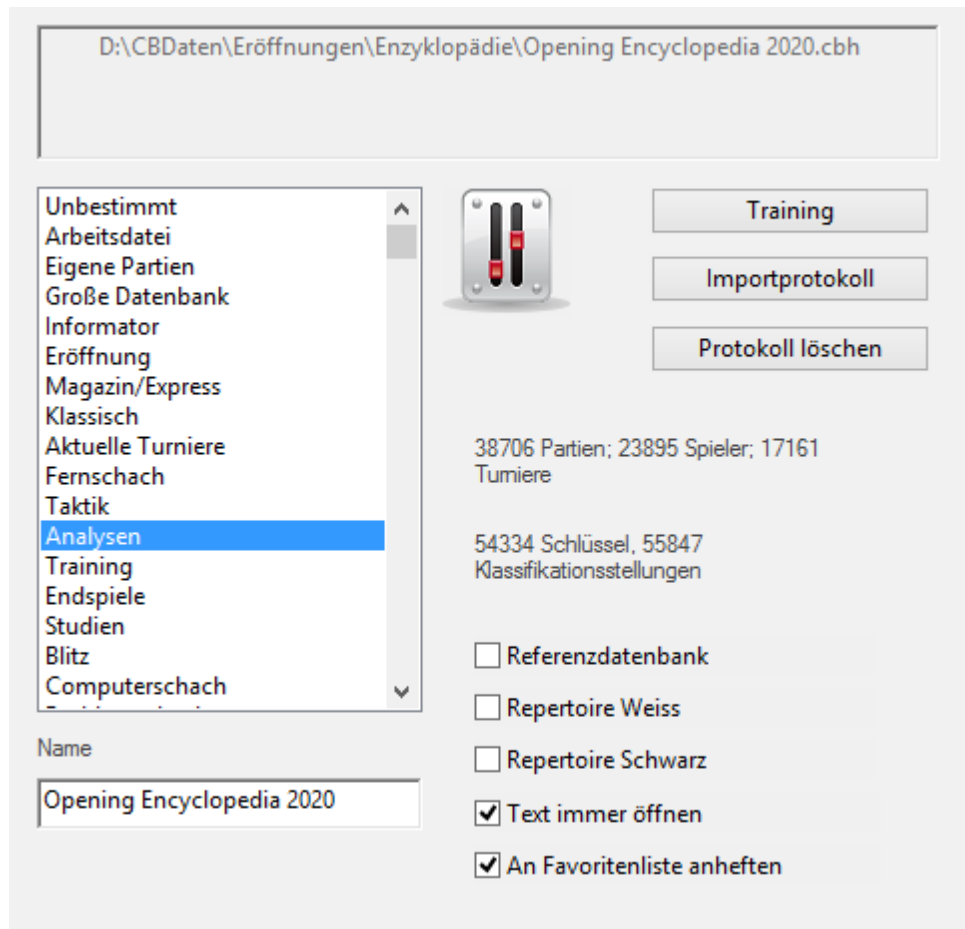 D:\CBDaten\Eröffnungen\Enzyklopädie\Opening Encyclopedia 2020.cbh
Unbestimmt
Arbeitsdatei
Eigene Partien
Große Datenbank
Informator
Eröffnung
Magazin/Express
Klassisch
Aktuelle Turniere
Fernschach
Taktik
Analysen
Training
Endspiele
Studien
Blitz
Computerschach
Name
Opening Encyclopedia 2020
Training
Importprotokoll
Protokoll löschen
38706 Partien; 23895 Spieler; 17161
Turniere
54334 Schlüssel, 55847
Klassifikationsstellungen
Referenzdatenbank
Repertoire Weiss
Repertoire Schwarz
Text immer öffnen
An Favoritenliste anheften